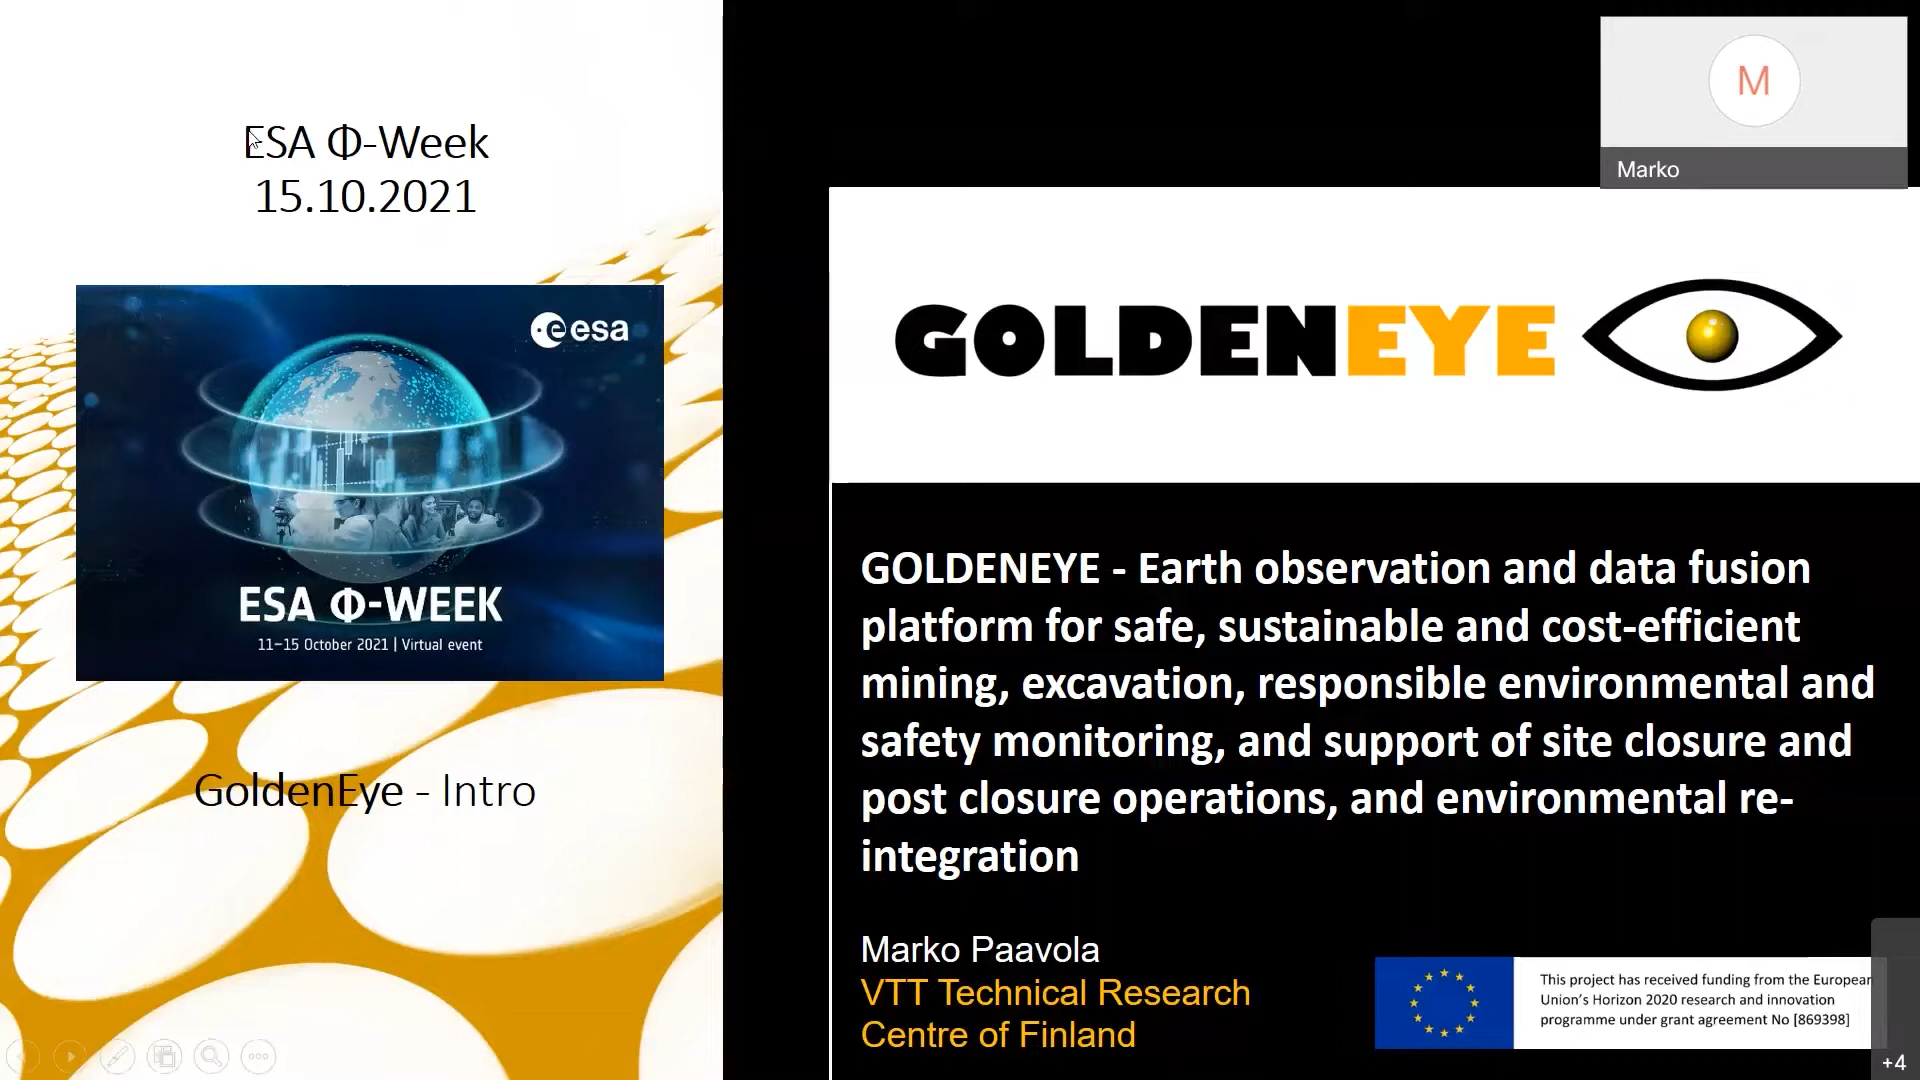 ESA Φ-Week
15.10.2021
esa
ESA Φ-WEEK
11–15 October 2021 | Virtual event
GoldenEye - Intro
M
Marko
GOLDENEYE
GOLDENEYE - Earth observation and data fusion
platform for safe, sustainable and cost-efficient
mining, excavation, responsible environmental and
safety monitoring, and support of site closure and
post closure operations, and environmental re-
integration
Marko Paavola
VTT Technical Research
Centre of Finland
This project has received funding from the European
Union’s Horizon 2020 research and innovation
programme under grant agreement No [869398]
+4